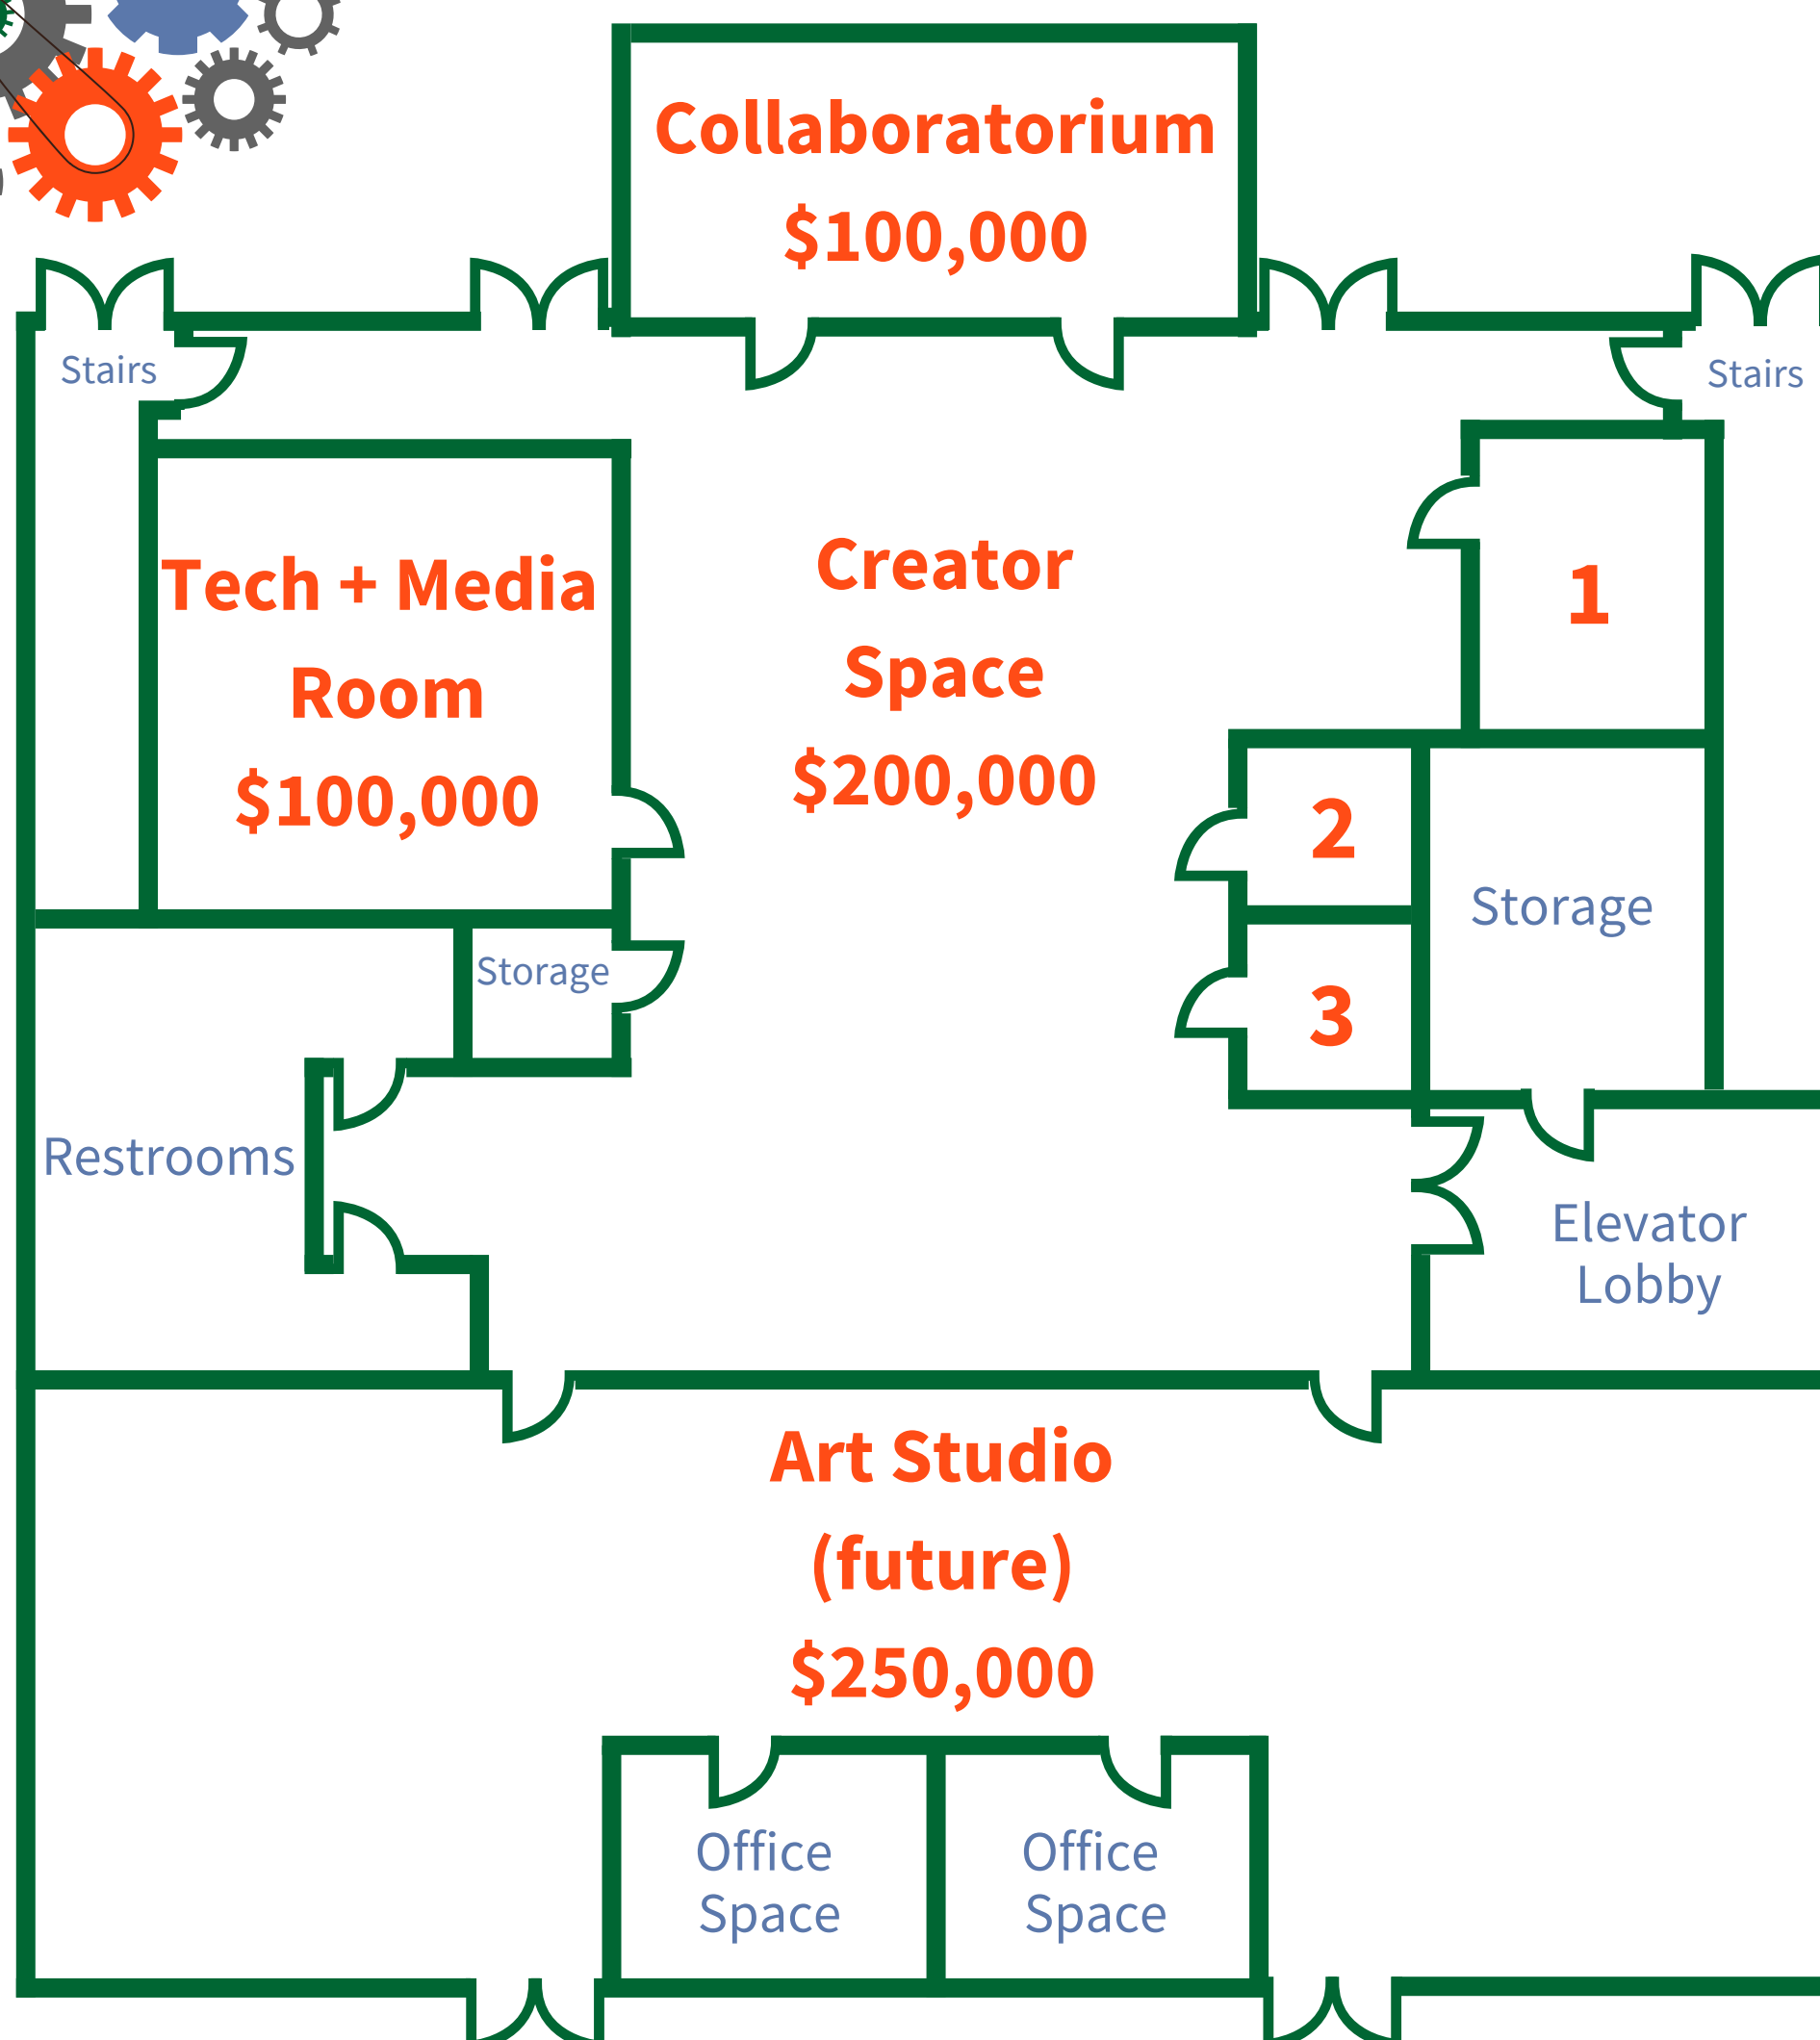 Collaboratorium
$100,000
Stairs
Stairs
Tech + Media
Room
$100,000
Creator
Space
$200,000
1
2
3
Storage
Storage
Restrooms
Elevator
Lobby
Art Studio
(future)
$250,000
Office
Space
Office
Space